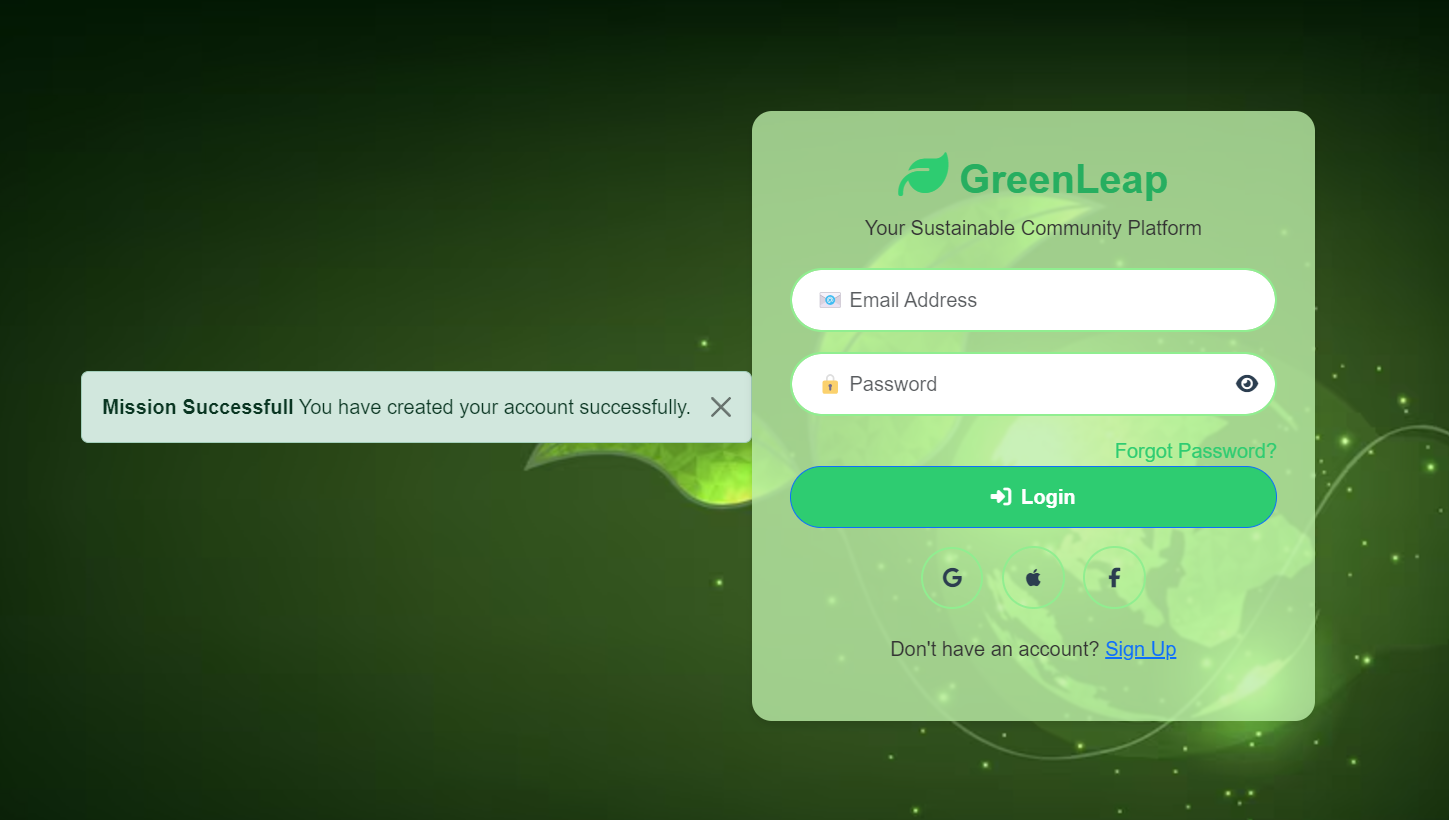 GreenLeap
Your Sustainable Community Platform
Email Address
Mission Successfull You have created your account successfully.
Password
Forgot Password?
Login
Don't have an account? Sign Up